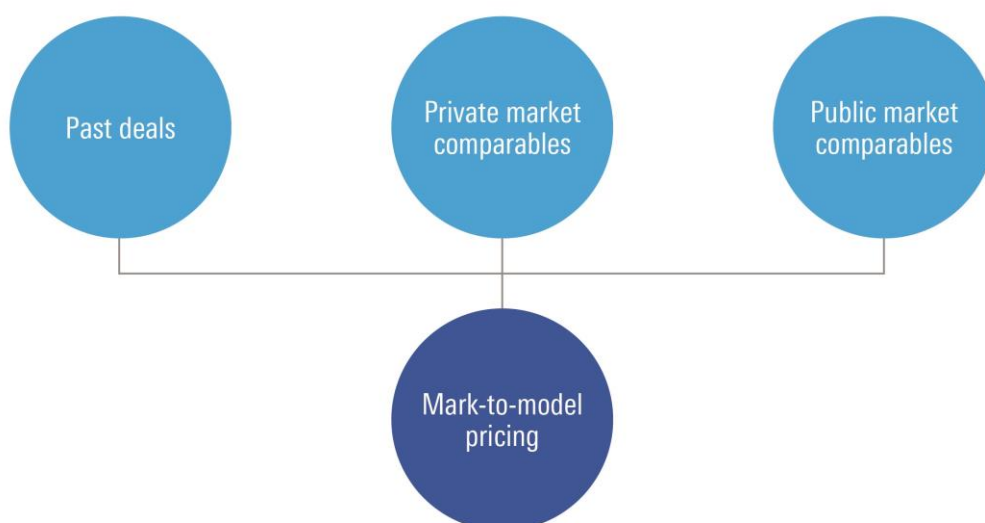 Past deals
Private market
comparables
Public market
comparables
Mark-to-model
pricing